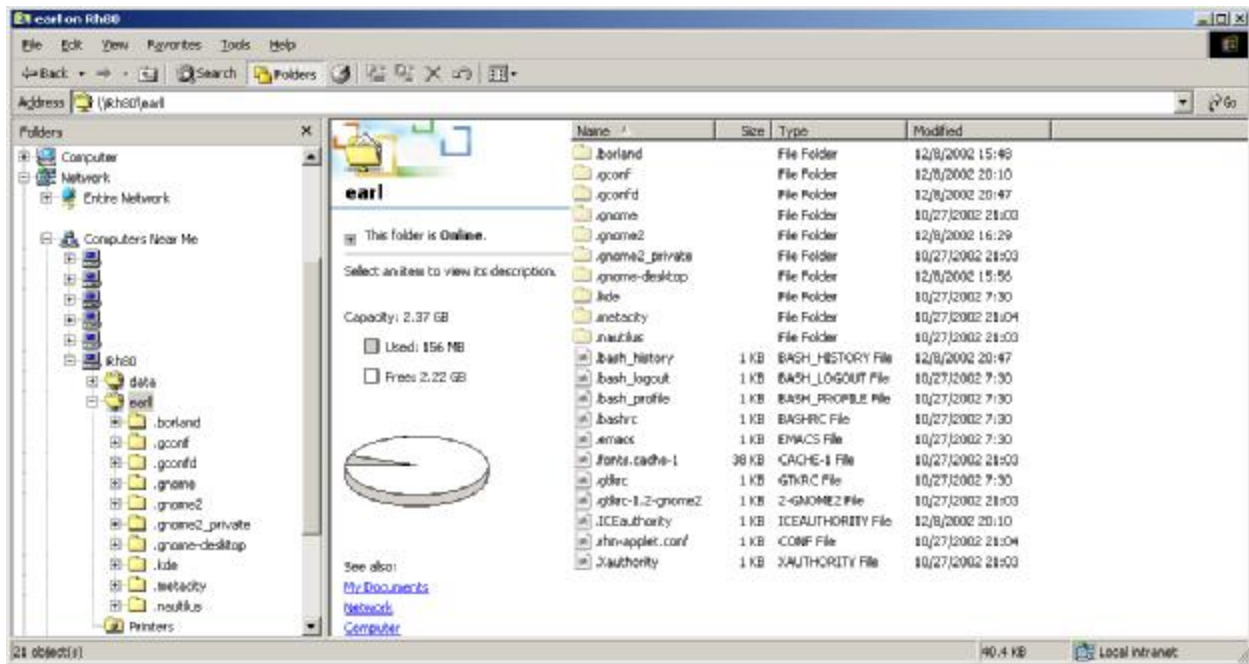 earl on Rh80
File Edit View Favorites Tools Help
Back Search Folders
Address \\Rh80\earl Go
Folders
Computer
Network
Entire Network
Computers Near Me
Rh80
data
earl
.borland
.gconf
.gconfd
.gnome
.gnome2
.gnome2_private
.gnome-desktop
.kde
.metacity
.nautilus
Printers
earl
This folder is Online.
Select an item to view its description.
Capacity: 2.37 GB
Used: 156 MB
Free: 2.22 GB
See also:
My Documents
Network
Computer
Name Size Type Modified
.borland File Folder 12/8/2002 15:48
.gconf File Folder 12/8/2002 20:10
.gconfd File Folder 12/8/2002 20:47
.gnome File Folder 10/27/2002 21:03
.gnome2 File Folder 12/8/2002 16:29
.gnome2_private File Folder 10/27/2002 21:03
.gnome-desktop File Folder 12/8/2002 15:56
.kde File Folder 10/27/2002 7:30
.metacity File Folder 10/27/2002 21:04
.nautilus File Folder 10/27/2002 21:03
.bash_history 1 KB BASH_HISTORY File 12/8/2002 20:47
.bash_logout 1 KB BASH_LOGOUT File 10/27/2002 7:30
.bash_profile 1 KB BASH_PROFILE File 10/27/2002 7:30
.bashrc 1 KB BASHRC File 10/27/2002 7:30
.emacs 1 KB EMACS File 10/27/2002 7:30
.fonts.cache-1 38 KB CACHE-1 File 10/27/2002 21:03
.gtkrc 1 KB GTKRC File 10/27/2002 7:30
.gtkrc-1.2-gnome2 1 KB 2-GNOME2 File 10/27/2002 21:03
.ICEauthority 1 KB ICEAUTHORITY File 12/8/2002 20:10
.rhn-applet.conf 1 KB CONF File 10/27/2002 21:04
.Xauthority 1 KB XAUTHORITY File 10/27/2002 21:03
21 object(s) 40.4 KB Local intranet